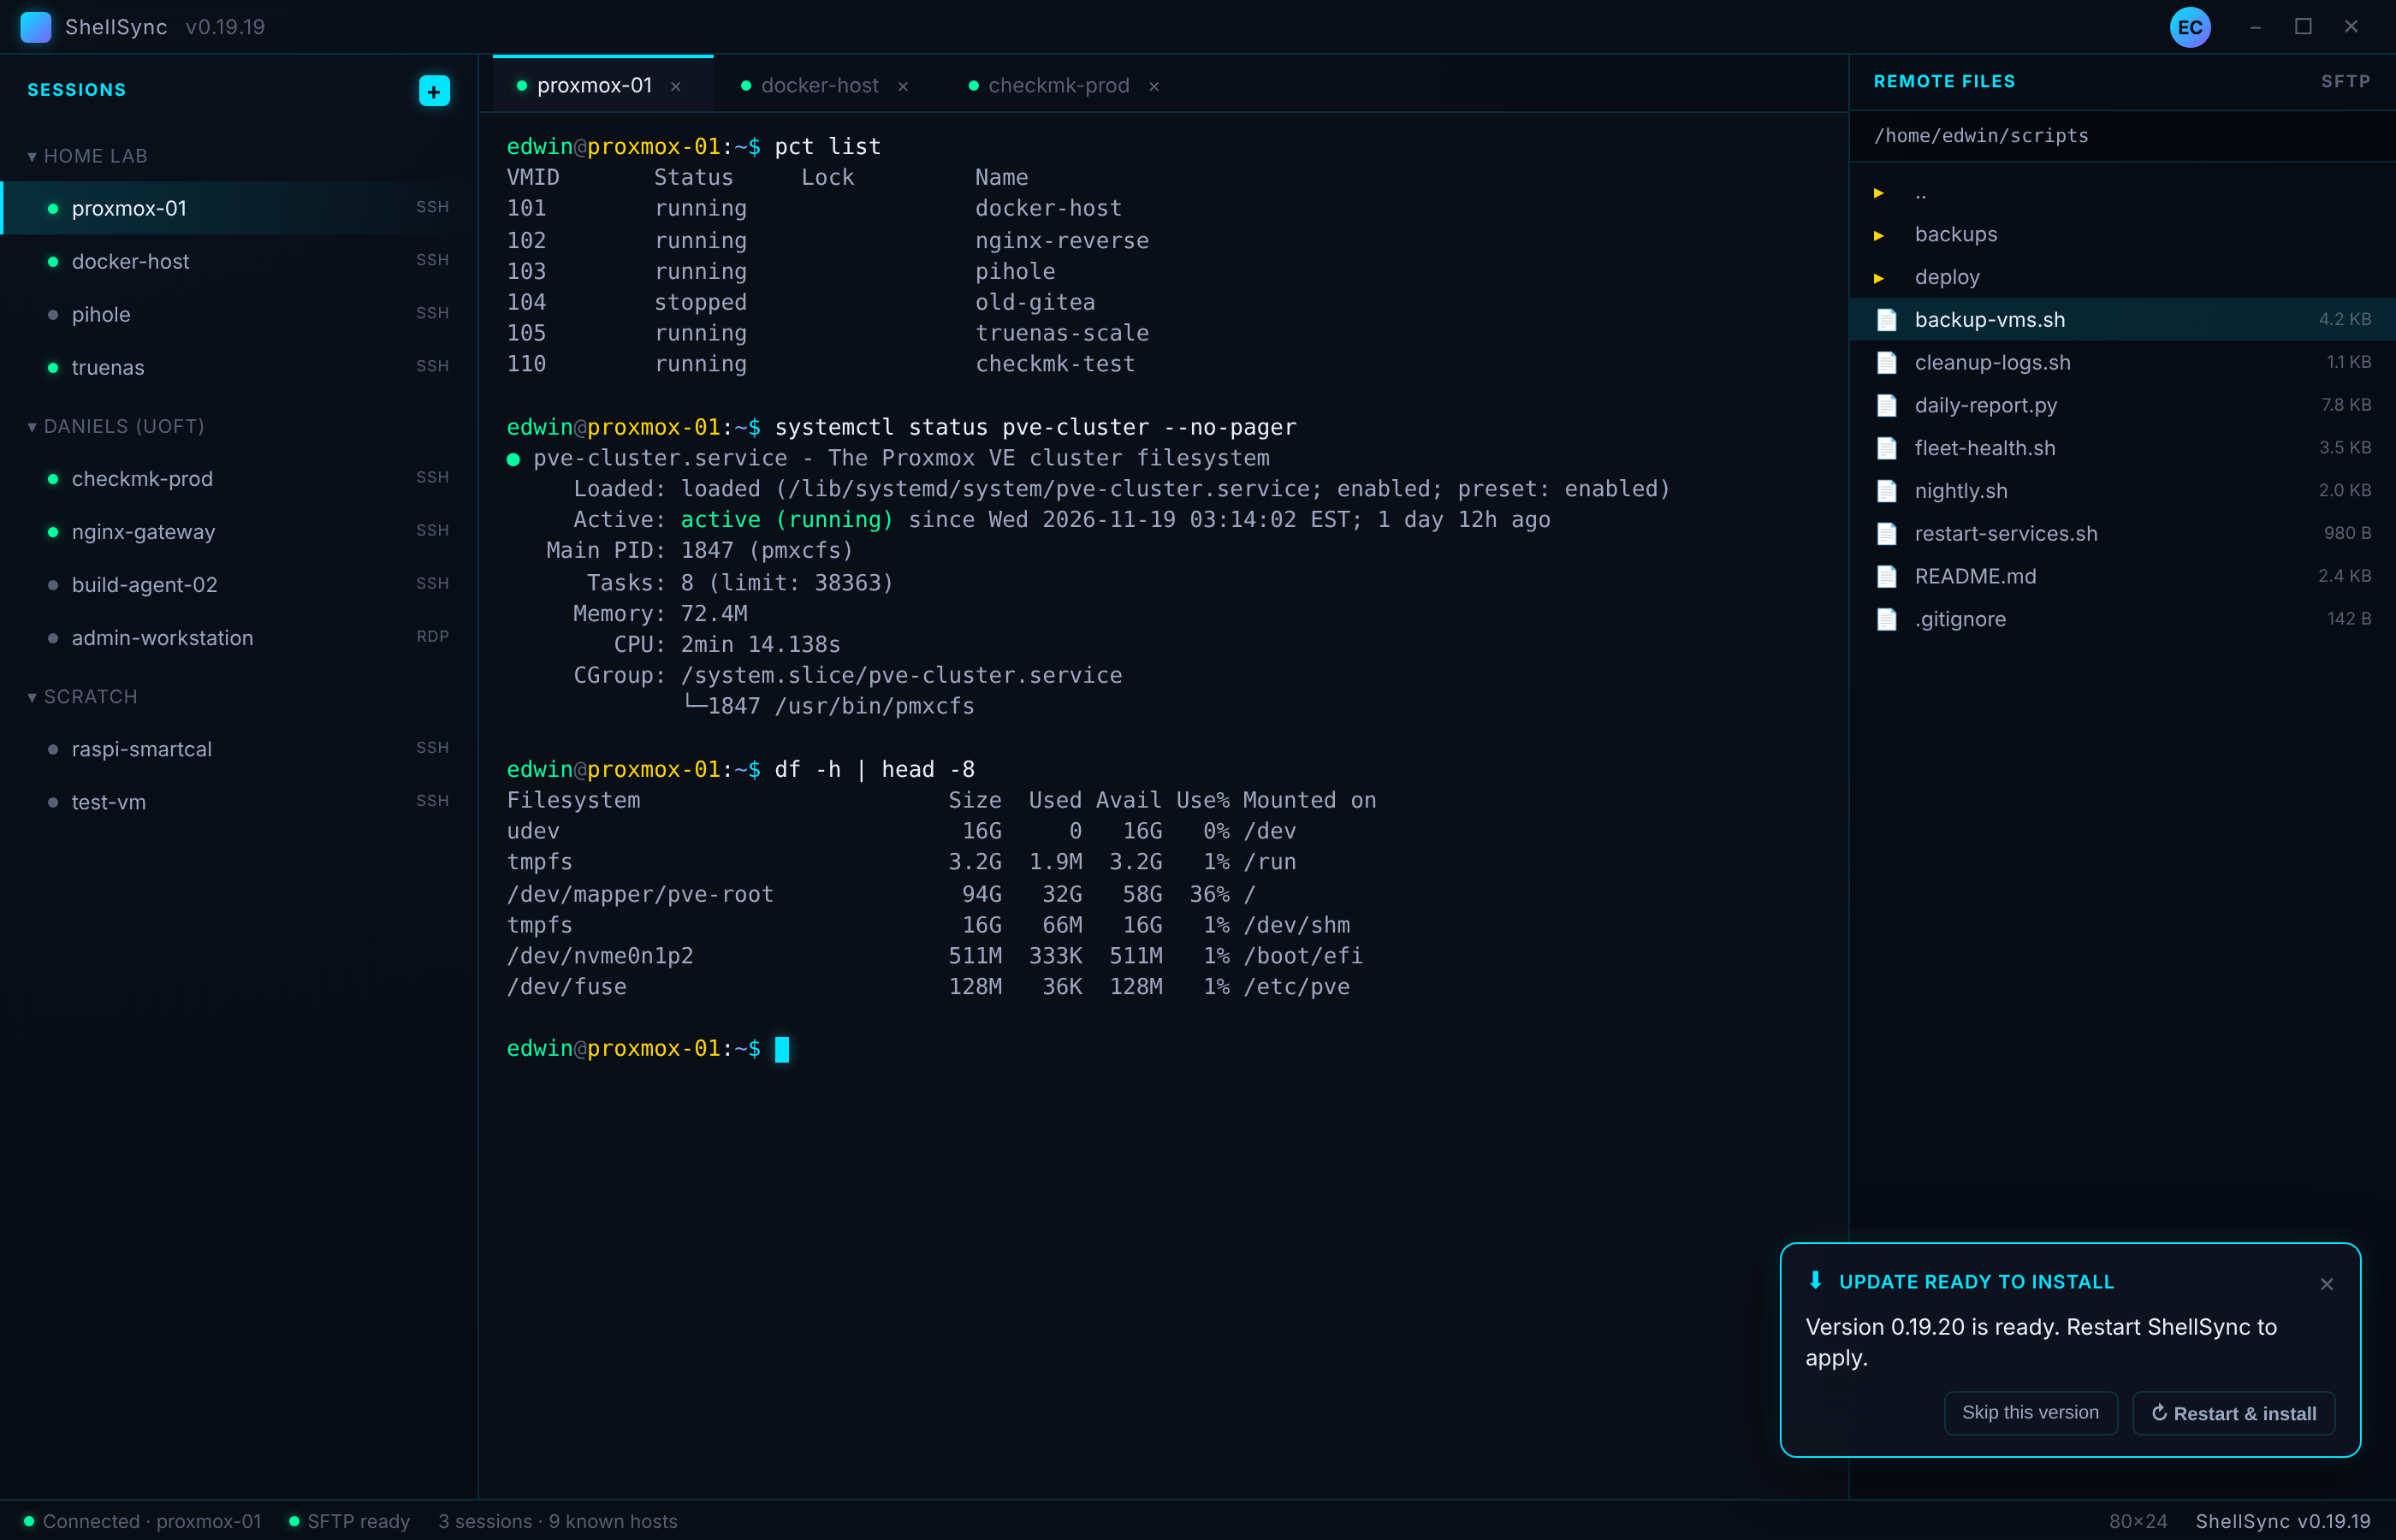 ShellSync v0.19.19
EC
SESSIONS
+
▾ HOME LAB
proxmox-01 SSH
docker-host SSH
pihole SSH
truenas SSH
▾ DANIELS (UOFT)
checkmk-prod SSH
nginx-gateway SSH
build-agent-02 SSH
admin-workstation RDP
▾ SCRATCH
raspi-smartcal SSH
test-vm SSH
proxmox-01 × docker-host × checkmk-prod ×
edwin@proxmox-01:~$ pct list
VMID       Status     Lock         Name
101        running                 docker-host
102        running                 nginx-reverse
103        running                 pihole
104        stopped                 old-gitea
105        running                 truenas-scale
110        running                 checkmk-test
edwin@proxmox-01:~$ systemctl status pve-cluster --no-pager
● pve-cluster.service - The Proxmox VE cluster filesystem
     Loaded: loaded (/lib/systemd/system/pve-cluster.service; enabled; preset: enabled)
     Active: active (running) since Wed 2026-11-19 03:14:02 EST; 1 day 12h ago
   Main PID: 1847 (pmxcfs)
      Tasks: 8 (limit: 38363)
     Memory: 72.4M
        CPU: 2min 14.138s
     CGroup: /system.slice/pve-cluster.service
             └─1847 /usr/bin/pmxcfs
edwin@proxmox-01:~$ df -h | head -8
Filesystem                       Size  Used Avail Use% Mounted on
udev                              16G     0   16G   0% /dev
tmpfs                            3.2G  1.9M  3.2G   1% /run
/dev/mapper/pve-root              94G   32G   58G  36% /
tmpfs                             16G   66M   16G   1% /dev/shm
/dev/nvme0n1p2                   511M  333K  511M   1% /boot/efi
/dev/fuse                        128M   36K  128M   1% /etc/pve
edwin@proxmox-01:~$
REMOTE FILES SFTP
/home/edwin/scripts
▸ ..
▸ backups
▸ deploy
backup-vms.sh 4.2 KB
cleanup-logs.sh 1.1 KB
daily-report.py 7.8 KB
fleet-health.sh 3.5 KB
nightly.sh 2.0 KB
restart-services.sh 980 B
README.md 2.4 KB
.gitignore 142 B
⬇ UPDATE READY TO INSTALL ×
Version 0.19.20 is ready. Restart ShellSync to
apply.
Skip this version ↻ Restart & install
Connected · proxmox-01 SFTP ready 3 sessions · 9 known hosts 80×24 ShellSync v0.19.19